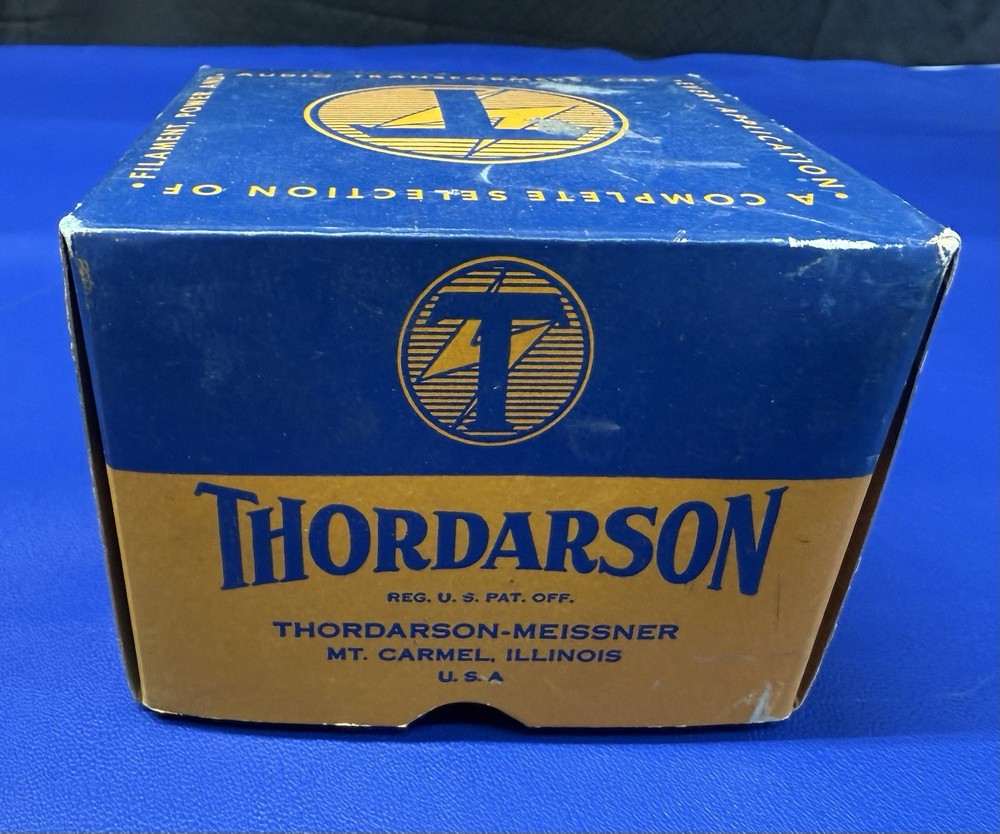 • A COMPLETE SELECTION OF
• FILAMENT, POWER AND
AUDIO TRANSFORMERS FOR
EVERY APPLICATION
T
T
THORDARSON
REG. U. S. PAT. OFF.
THORDARSON-MEISSNER
MT. CARMEL, ILLINOIS
U. S. A